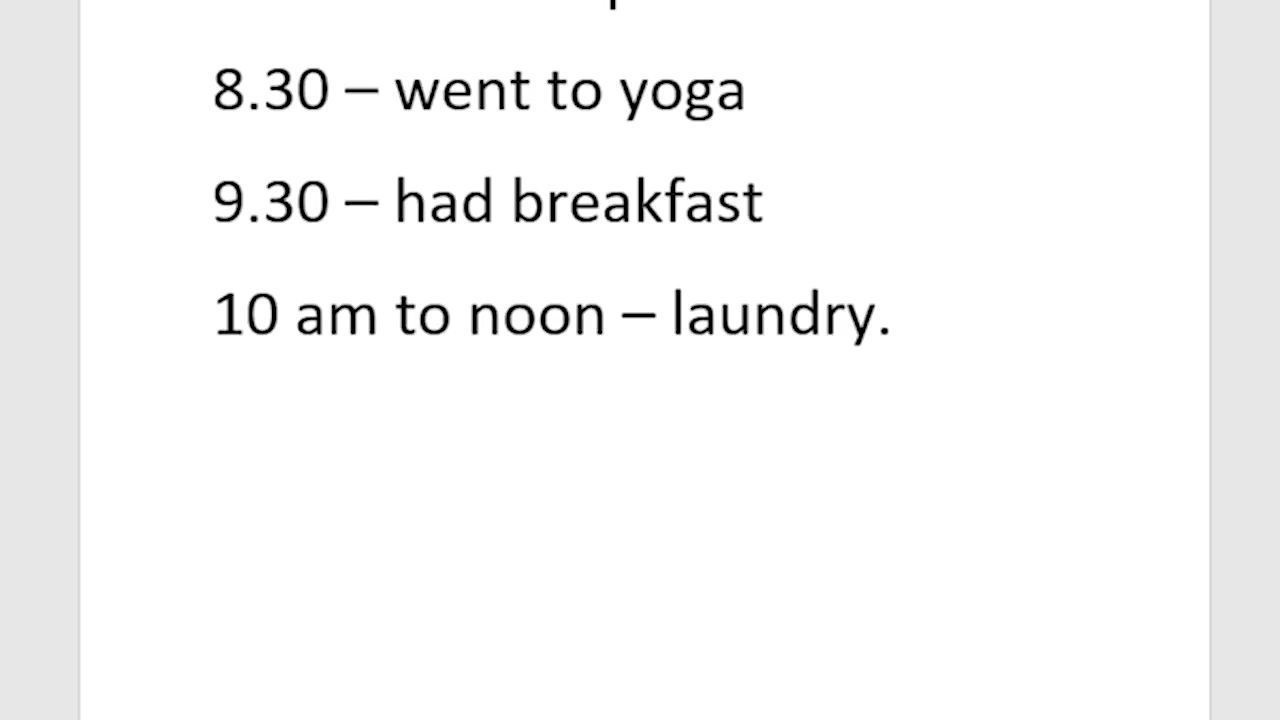 8.30 – went to yoga
9.30 – had breakfast
10 am to noon – laundry.